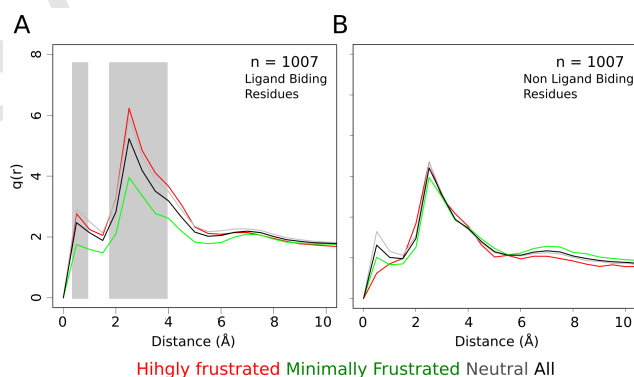 A
B
8
6
4
2
0
q(r)
n = 1007
Ligand Biding
Residues
n = 1007
Non Ligand Biding
Residues
0 2 4 6 8 10
0 2 4 6 8 10
Distance (Å)
Distance (Å)
Hihgly frustrated Minimally Frustrated Neutral All